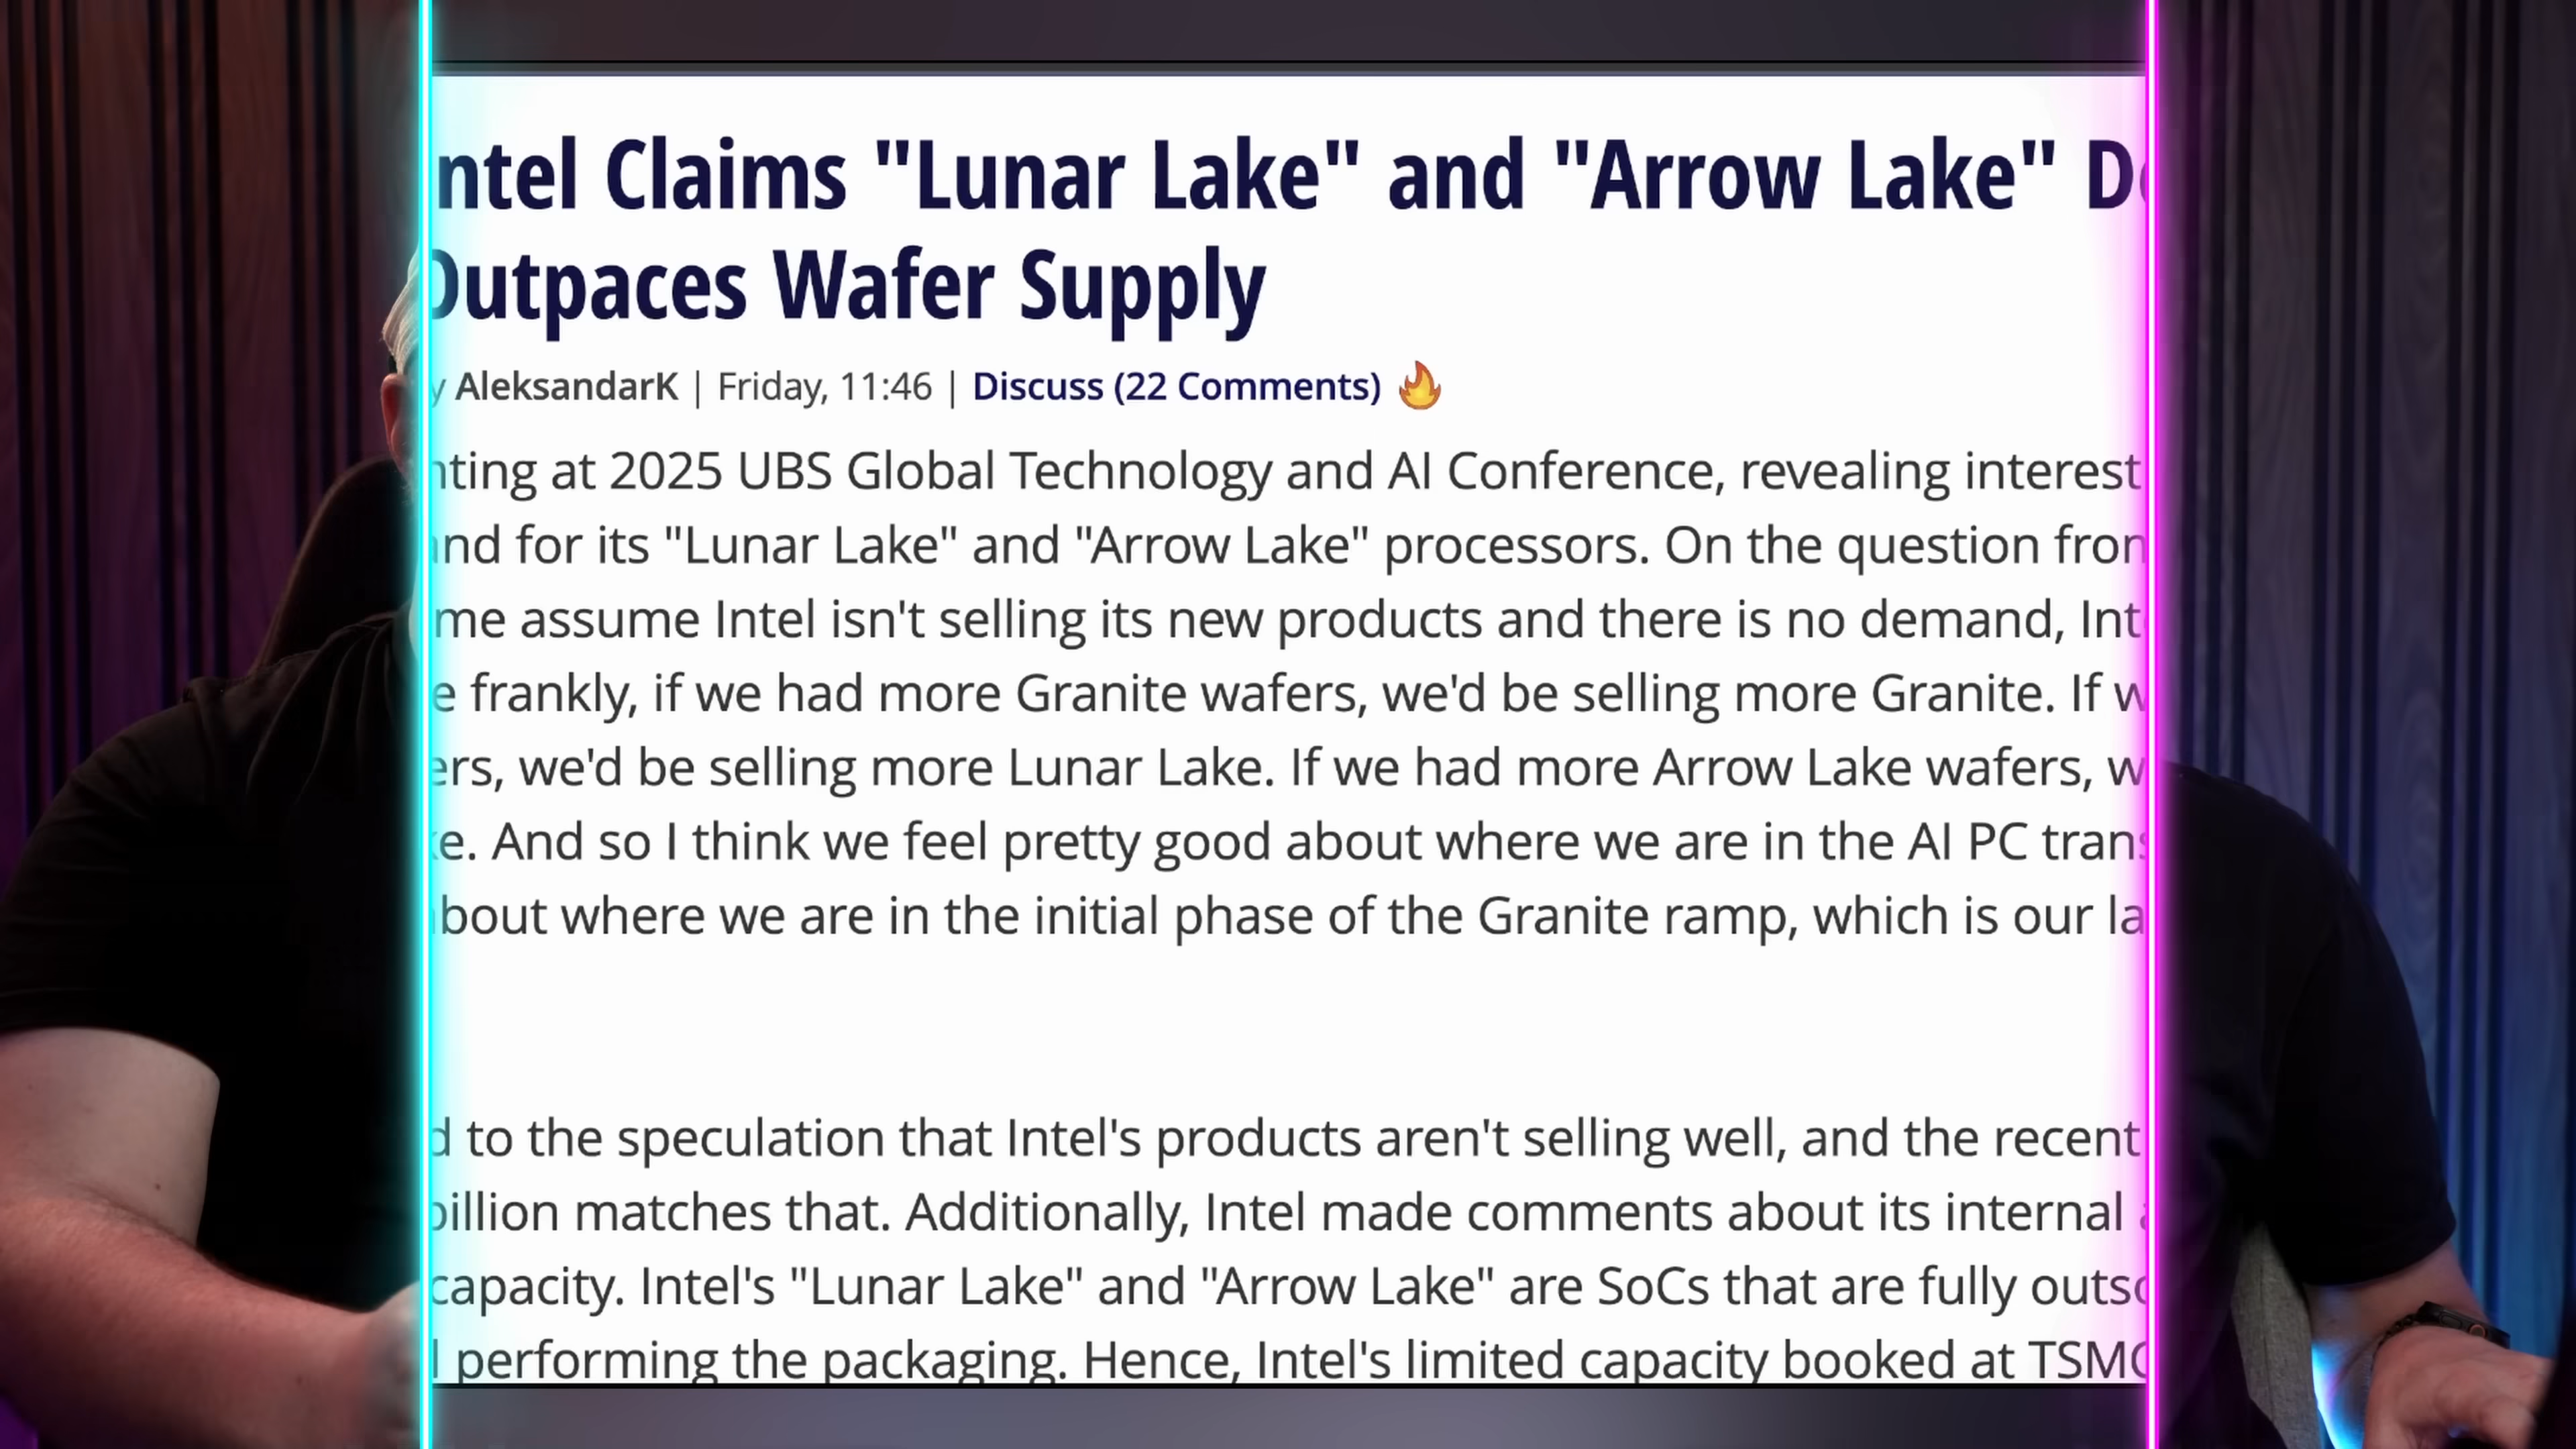 ntel Claims "Lunar Lake" and "Arrow Lake"
Outpaces Wafer Supply
y AleksandarK | Friday, 11:46 | Discuss (22 Comments) 🔥
nting at 2025 UBS Global Technology and AI Conference, revealing interest
and for its "Lunar Lake" and "Arrow Lake" processors. On the question from
me assume Intel isn't selling its new products and there is no demand, Int
e frankly, if we had more Granite wafers, we'd be selling more Granite. If w
ers, we'd be selling more Lunar Lake. If we had more Arrow Lake wafers, w
ke. And so I think we feel pretty good about where we are in the AI PC trans
bout where we are in the initial phase of the Granite ramp, which is our la
d to the speculation that Intel's products aren't selling well, and the recent
billion matches that. Additionally, Intel made comments about its internal
capacity. Intel's "Lunar Lake" and "Arrow Lake" are SoCs that are fully outso
performing the packaging. Hence, Intel's limited capacity booked at TSMC